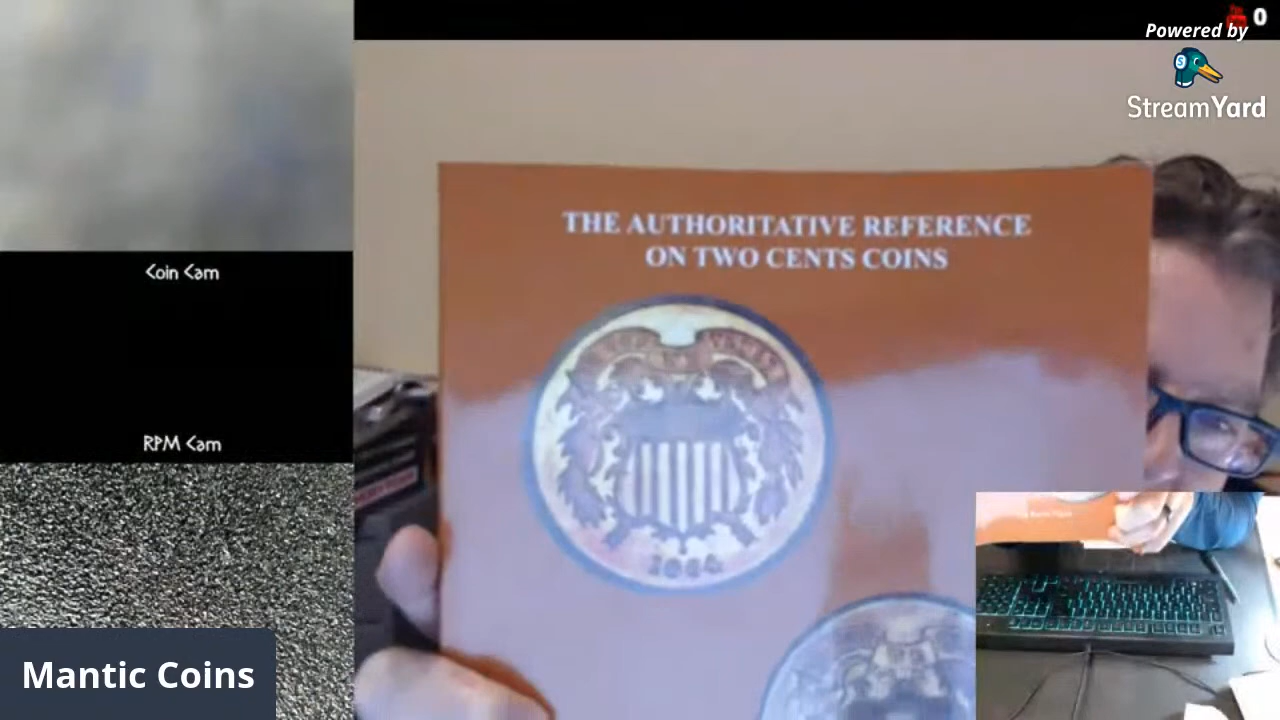 0
Powered by
StreamYard
THE AUTHORITATIVE REFERENCE
ON TWO CENTS COINS
Coin Cam
RPM Cam
Mantic Coins